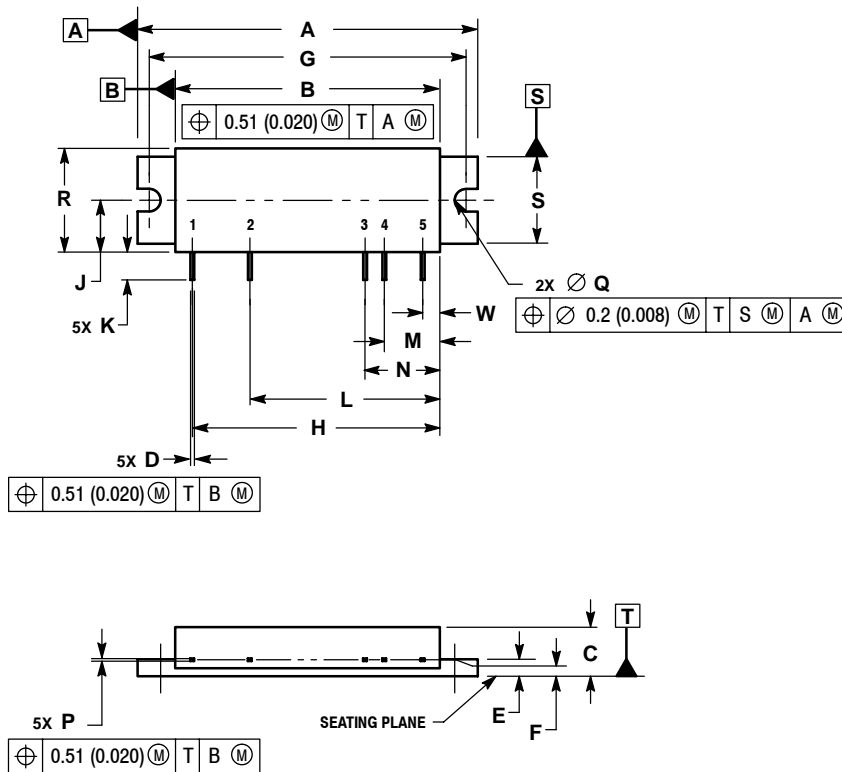 A A
G
B B
⌖ 0.51 (0.020) Ⓜ T A Ⓜ
S
R S
1 2 3 4 5
J
2X ∅ Q
5X K
W
⌖ ∅ 0.2 (0.008) Ⓜ T S Ⓜ A Ⓜ
M
N
L
H
5X D
⌖ 0.51 (0.020) Ⓜ T B Ⓜ
T
C
E
F
5X P
SEATING PLANE
⌖ 0.51 (0.020) Ⓜ T B Ⓜ